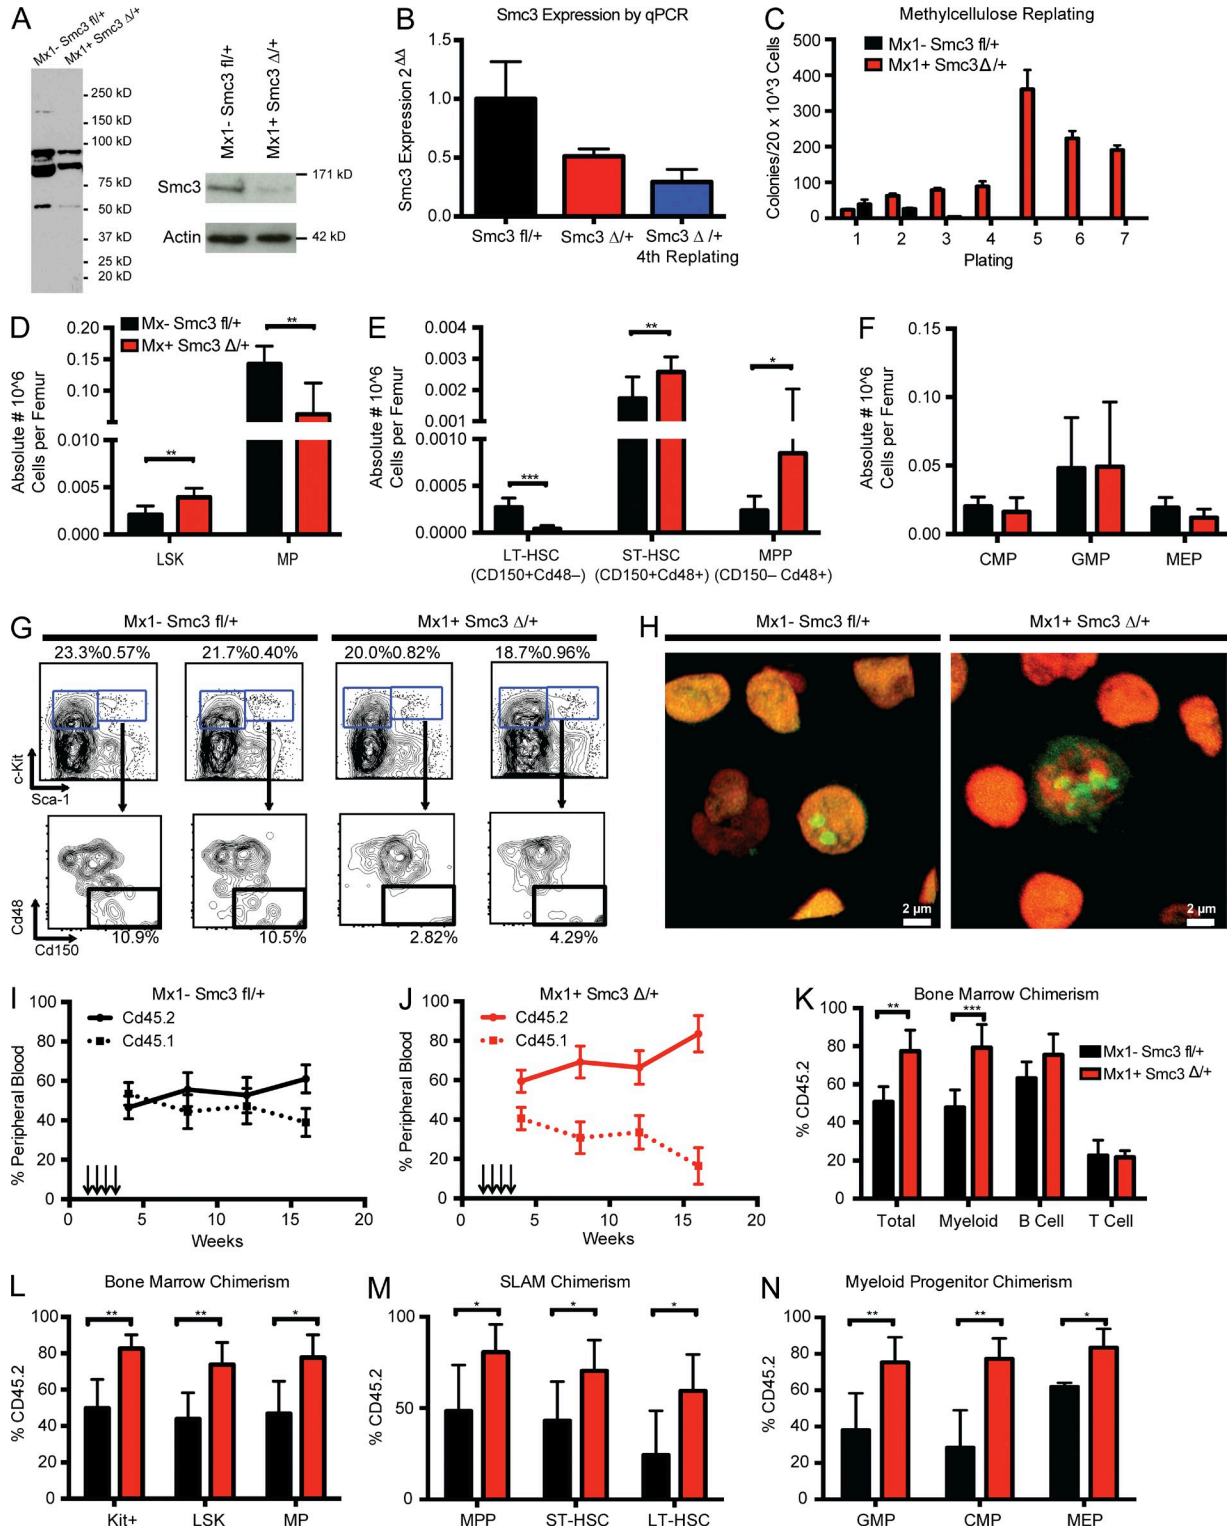 A
Mx1- Smc3 fl/+
Mx1+ Smc3 Δ/+
250 kD
150 kD
100 kD
75 kD
50 kD
37 kD
25 kD
20 kD
Mx1- Smc3 fl/+
Mx1+ Smc3 Δ/+
Smc3
171 kD
Actin
42 kD
B
Smc3 Expression by qPCR
Smc3 Expression 2^ΔΔ
1.5
1.0
0.5
0.0
Smc3 fl/+
Smc3 Δ/+
Smc3 Δ /+
4th Replating
C
Methylcellulose Replating
Mx1- Smc3 fl/+
Mx1+ Smc3Δ/+
Colonies/20 x 10^3 Cells
500
400
300
200
100
0
1 2 3 4 5 6 7
Plating
D
Mx- Smc3 fl/+
Mx+ Smc3 Δ/+
Absolute # 10^6
Cells per Femur
0.20
0.15
0.10
0.010
0.005
0.000
** **
LSK MP
E
Absolute # 10^6
Cells per Femur
0.004
0.003
0.002
0.001
0.0010
0.0005
0.0000
*** ** *
LT-HSC ST-HSC MPP
(CD150+Cd48–) (CD150+Cd48+) (CD150– Cd48+)
F
Absolute # 10^6
Cells per Femur
0.15
0.10
0.05
0.00
CMP GMP MEP
G
Mx1- Smc3 fl/+ Mx1+ Smc3 Δ/+
23.3%0.57% 21.7%0.40% 20.0%0.82% 18.7%0.96%
c-Kit
Sca-1
Cd48
Cd150
10.9% 10.5% 2.82% 4.29%
H
Mx1- Smc3 fl/+ Mx1+ Smc3 Δ/+
2 µm 2 µm
I
Mx1- Smc3 fl/+
Cd45.2
Cd45.1
% Peripheral Blood
100
80
60
40
20
0
0 5 10 15 20
Weeks
J
Mx1+ Smc3 Δ/+
Cd45.2
Cd45.1
% Peripheral Blood
100
80
60
40
20
0
0 5 10 15 20
Weeks
K
Bone Marrow Chimerism
Mx1- Smc3 fl/+
Mx1+ Smc3 Δ/+
% CD45.2
100
80
60
40
20
0
** ***
Total Myeloid B Cell T Cell
L
Bone Marrow Chimerism
% CD45.2
100
80
60
40
20
0
** ** *
Kit+ LSK MP
M
SLAM Chimerism
% CD45.2
100
50
0
* * *
MPP ST-HSC LT-HSC
N
Myeloid Progenitor Chimerism
% CD45.2
100
80
60
40
20
0
** ** *
GMP CMP MEP